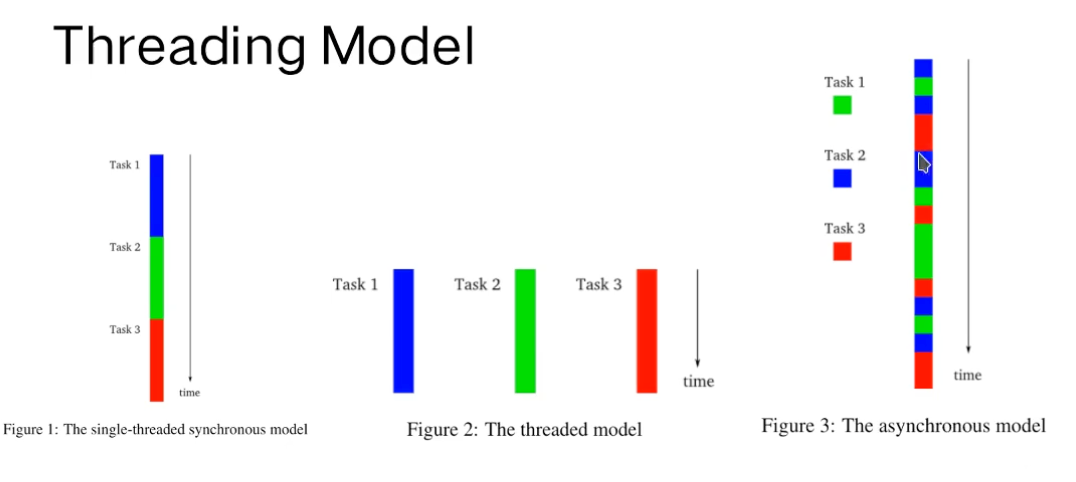 Threading Model
Task 1
Task 2
Task 3
time
Figure 1: The single-threaded synchronous model
Task 1
Task 2
Task 3
time
Figure 2: The threaded model
Task 1
Task 2
Task 3
time
Figure 3: The asynchronous model